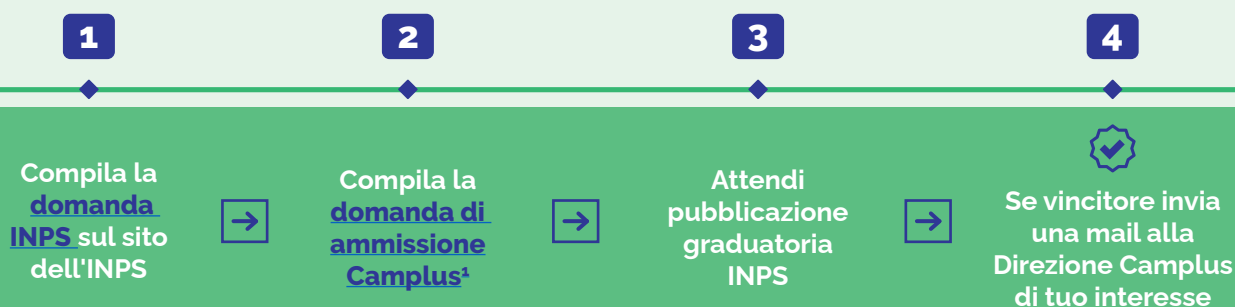 1
2
3
4
Compila la
domanda
INPS sul sito
dell'INPS
Compila la
domanda di
ammissione
Camplus¹
Attendi
pubblicazione
graduatoria
INPS
Se vincitore invia
una mail alla
Direzione Camplus
di tuo interesse